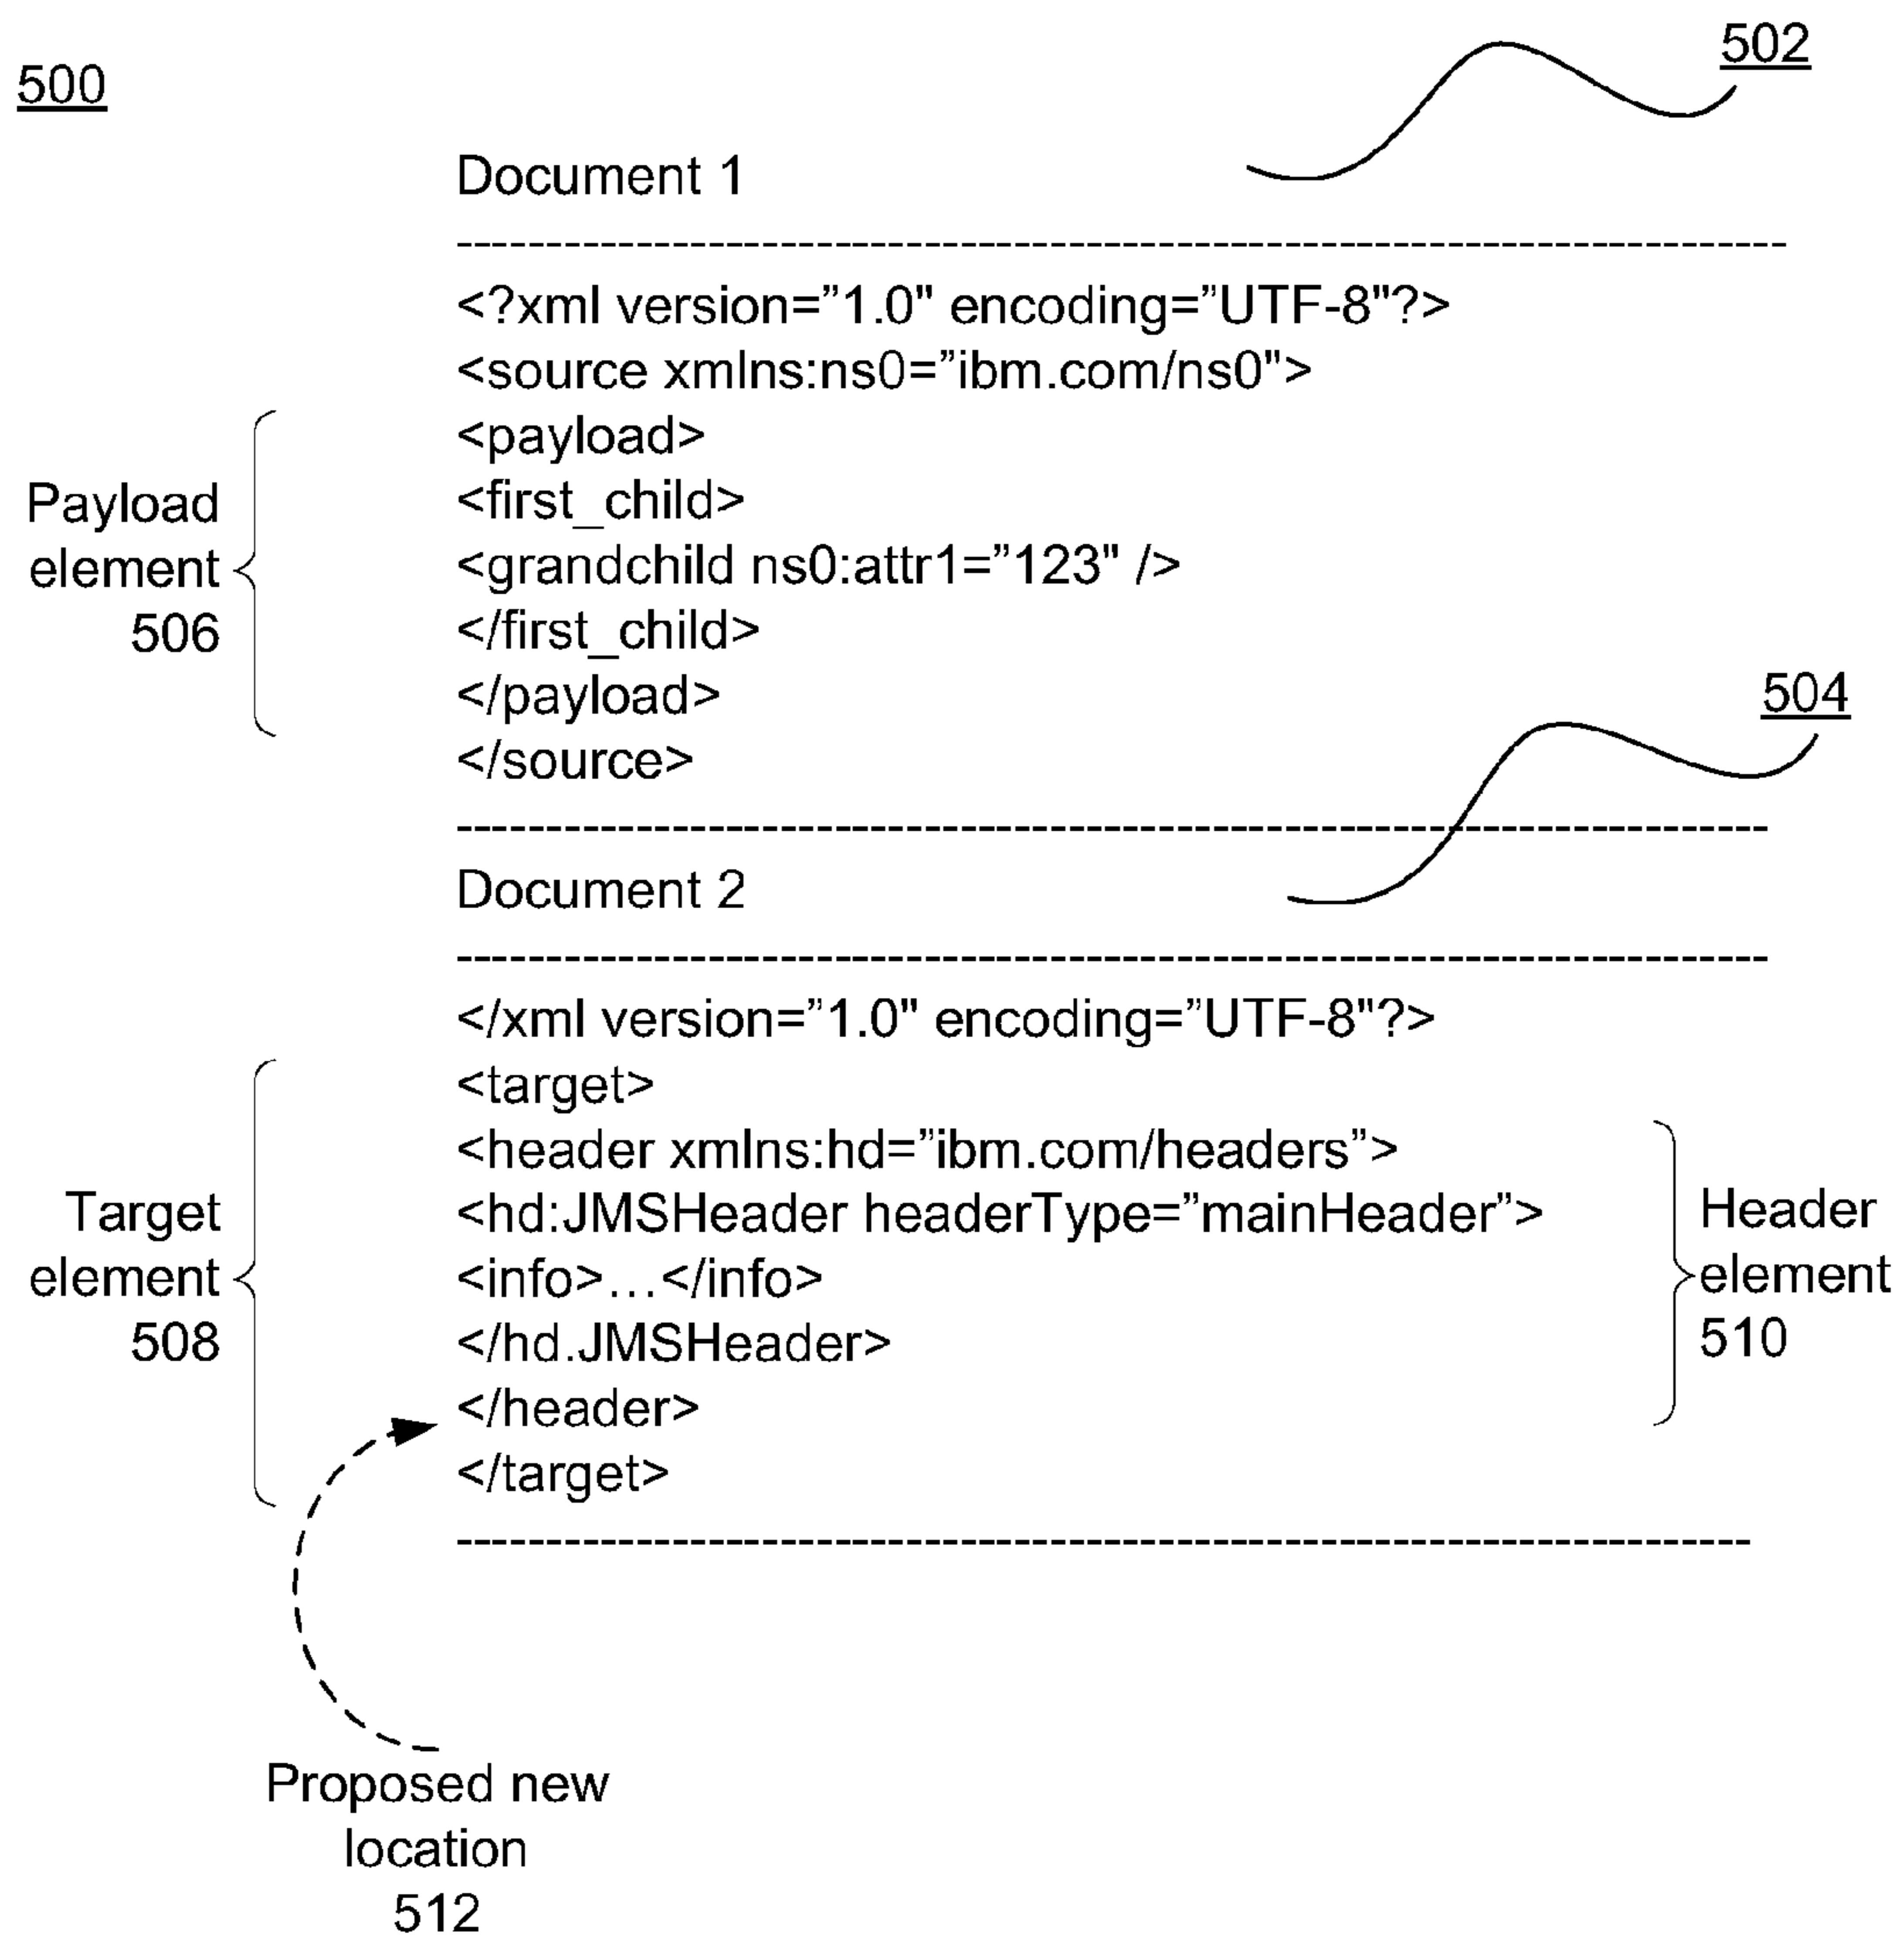 500
502
Document 1
--------------------------------------------------------------------------
<?xml version=”1.0" encoding=”UTF-8"?>
<source xmlns:ns0=”ibm.com/ns0">
<payload>
<first_child>
<grandchild ns0:attr1=”123" />
</first_child>
</payload>
</source>
Payload
element
506
504
--------------------------------------------------------------------------
Document 2
--------------------------------------------------------------------------
</xml version=”1.0" encoding=”UTF-8"?>
<target>
<header xmlns:hd=”ibm.com/headers”>
<hd:JMSHeader headerType=”mainHeader”>
<info>...</info>
</hd.JMSHeader>
</header>
</target>
Target
element
508
Header
element
510
--------------------------------------------------------------------------
Proposed new
location
512